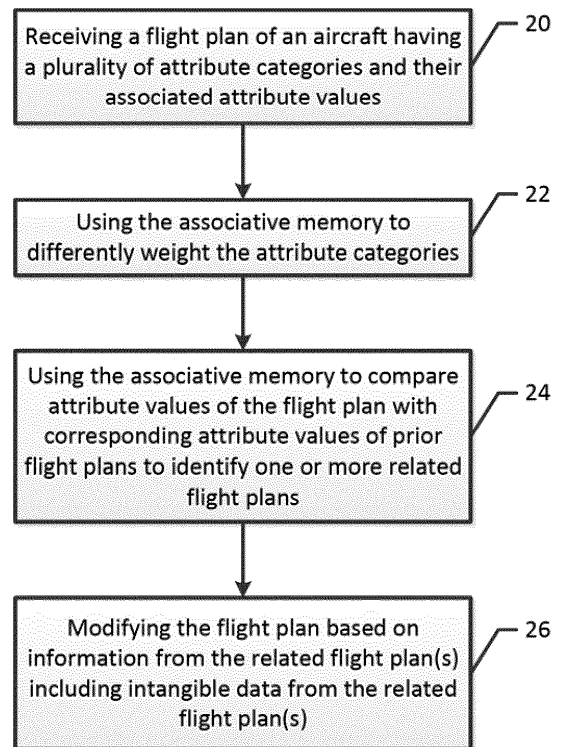 Receiving a flight plan of an aircraft having
a plurality of attribute categories and their
associated attribute values
20
Using the associative memory to
differently weight the attribute categories
22
Using the associative memory to compare
attribute values of the flight plan with
corresponding attribute values of prior
flight plans to identify one or more related
flight plans
24
Modifying the flight plan based on
information from the related flight plan(s)
including intangible data from the related
flight plan(s)
26